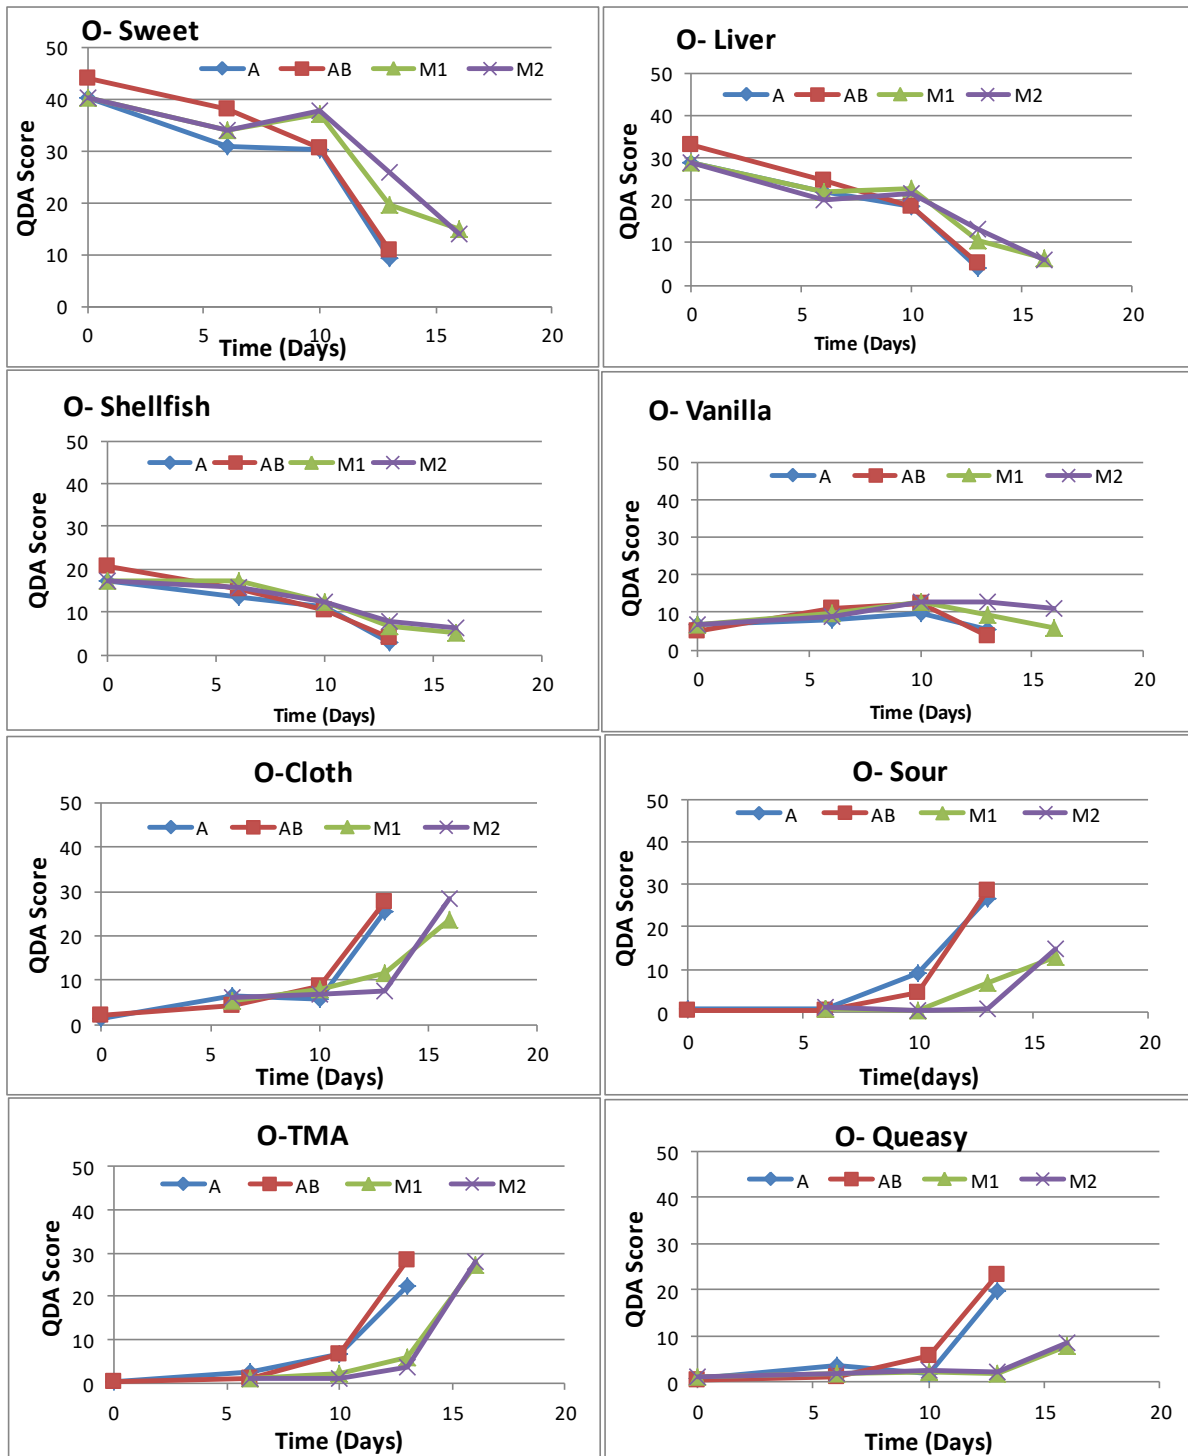 O- Sweet
A AB M1 M2
QDA Score
50
40
30
20
10
0
0 5 10 15 20
Time (Days)
O- Liver
A AB M1 M2
QDA Score
50
40
30
20
10
0
0 5 10 15 20
Time (Days)
O- Shellfish
A AB M1 M2
QDA Score
50
40
30
20
10
0
0 5 10 15 20
Time (Days)
O- Vanilla
A AB M1 M2
QDA Score
50
40
30
20
10
0
0 5 10 15 20
Time (Days)
O-Cloth
A AB M1 M2
QDA Score
50
40
30
20
10
0
0 5 10 15 20
Time (Days)
O- Sour
A AB M1 M2
QDA Score
50
40
30
20
10
0
0 5 10 15 20
Time(days)
O-TMA
A AB M1 M2
QDA Score
50
40
30
20
10
0
0 5 10 15 20
Time (Days)
O- Queasy
A AB M1 M2
QDA Score
50
40
30
20
10
0
0 5 10 15 20
Time (Days)